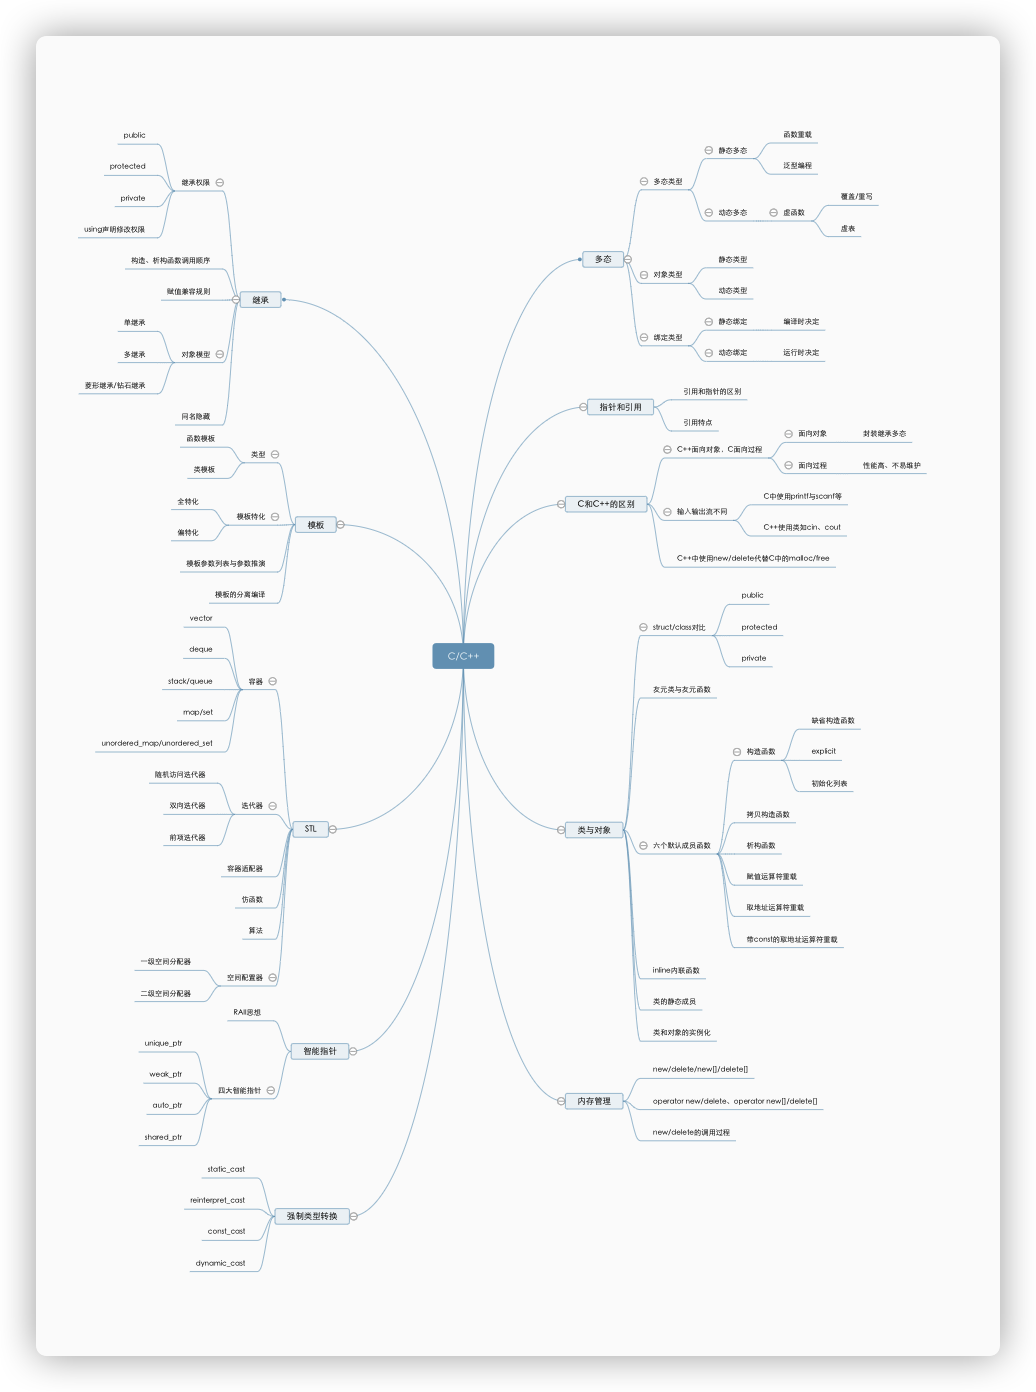 C/C++
继承
继承权限
public
protected
private
using声明修改权限
构造、析构函数调用顺序
赋值兼容规则
对象模型
单继承
多继承
菱形继承/钻石继承
同名隐藏
模板
类型
函数模板
类模板
模板特化
全特化
偏特化
模板参数列表与参数推演
模板的分离编译
STL
容器
vector
deque
stack/queue
map/set
unordered_map/unordered_set
迭代器
随机访问迭代器
双向迭代器
前项迭代器
容器适配器
仿函数
算法
空间配置器
一级空间分配器
二级空间分配器
智能指针
RAII思想
四大智能指针
unique_ptr
weak_ptr
auto_ptr
shared_ptr
强制类型转换
static_cast
reinterpret_cast
const_cast
dynamic_cast
多态
多态类型
静态多态
函数重载
泛型编程
动态多态
虚函数
覆盖/重写
虚表
对象类型
静态类型
动态类型
绑定类型
静态绑定
编译时决定
动态绑定
运行时决定
指针和引用
引用和指针的区别
引用特点
C和C++的区别
C++面向对象，C面向过程
面向对象
封装继承多态
面向过程
性能高、不易维护
输入输出流不同
C中使用printf与scanf等
C++使用类如cin、cout
C++中使用new/delete代替C中的malloc/free
类与对象
struct/class对比
public
protected
private
友元类与友元函数
六个默认成员函数
构造函数
缺省构造函数
explicit
初始化列表
拷贝构造函数
析构函数
赋值运算符重载
取地址运算符重载
带const的取地址运算符重载
inline内联函数
类的静态成员
类和对象的实例化
内存管理
new/delete/new[]/delete[]
operator new/delete、operator new[]/delete[]
new/delete的调用过程